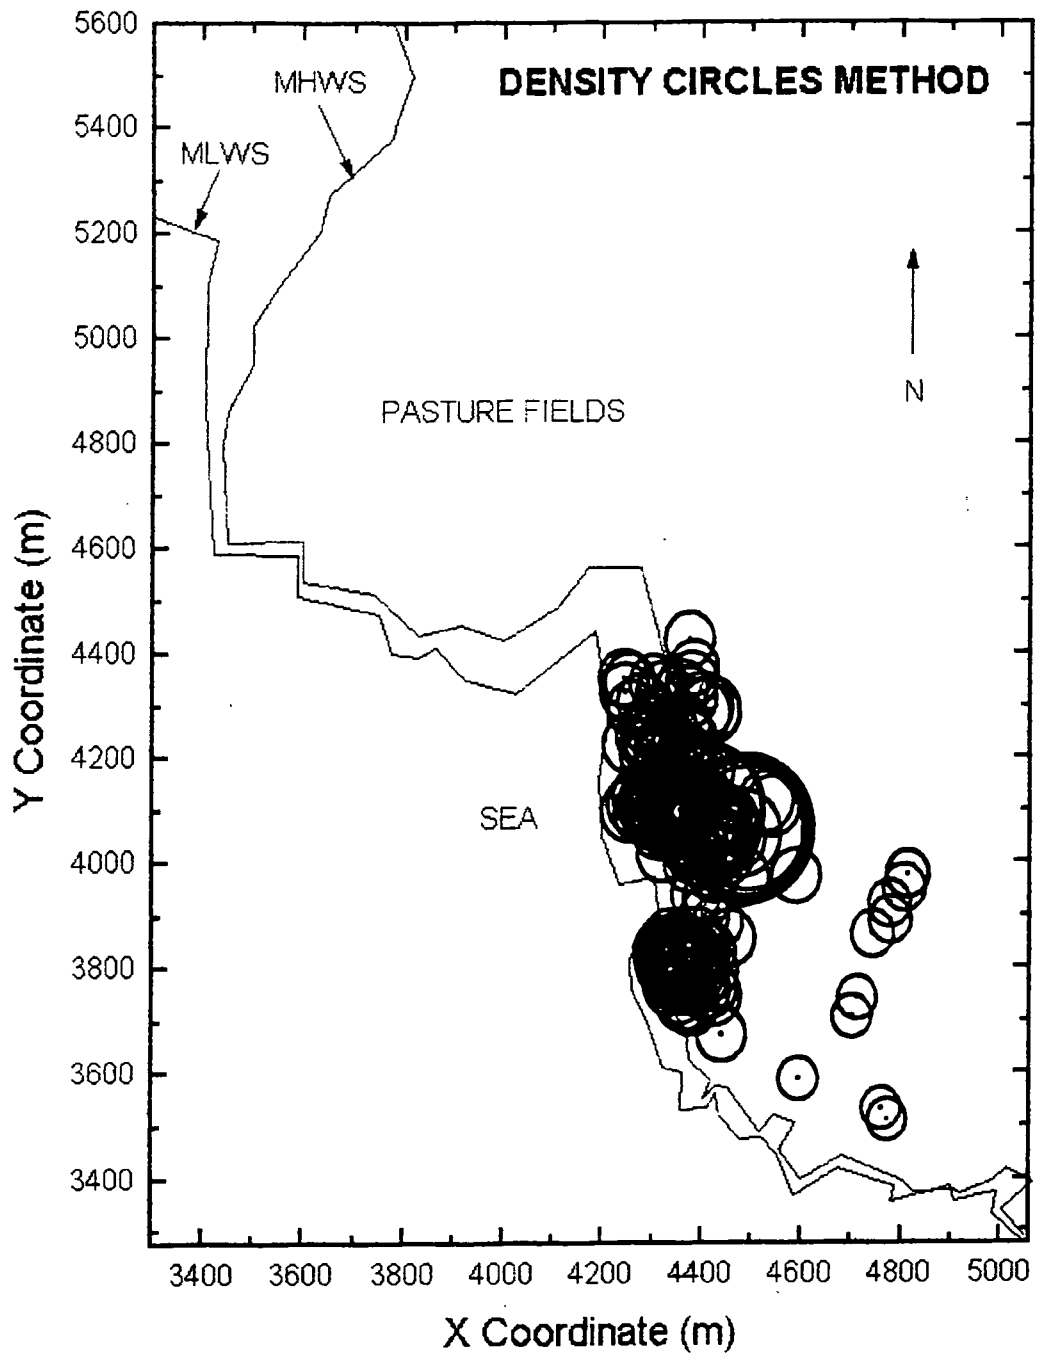 DENSITY CIRCLES METHOD
MHWS
MLWS
N
PASTURE FIELDS
SEA
Y Coordinate (m)
5600
5400
5200
5000
4800
4600
4400
4200
4000
3800
3600
3400
3400 3600 3800 4000 4200 4400 4600 4800 5000
X Coordinate (m)